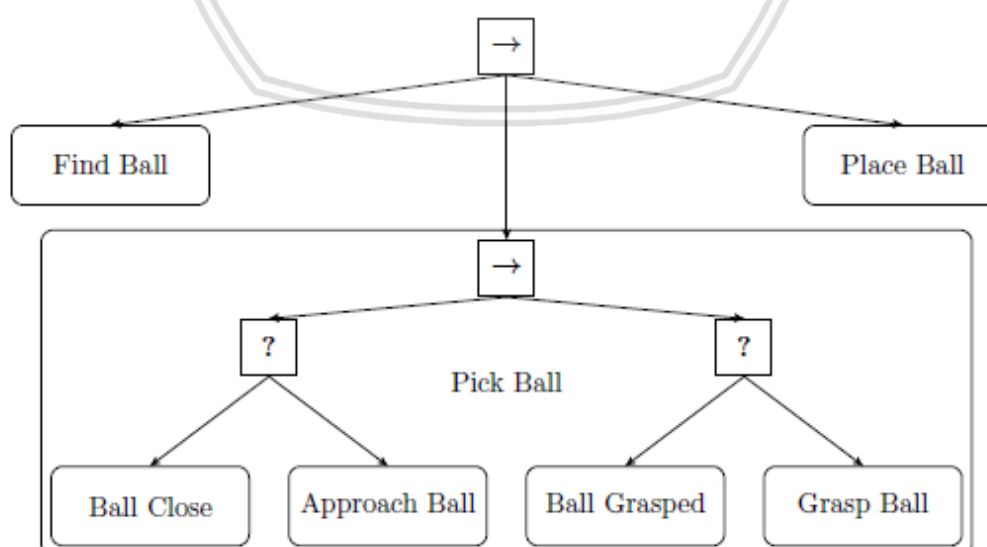 →
Find Ball
Place Ball
→
?
?
Pick Ball
Ball Close
Approach Ball
Ball Grasped
Grasp Ball